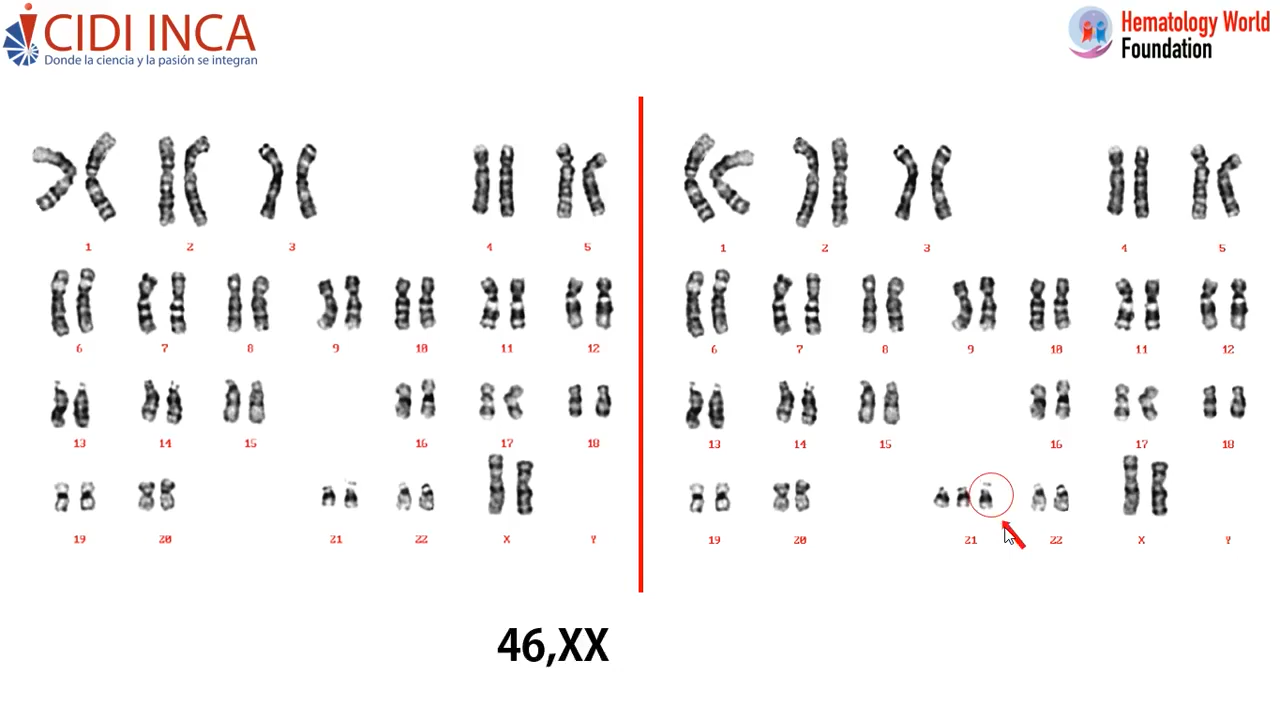 CIDI INCA
Donde la ciencia y la pasión se integran
Hematology World
Foundation
1 2 3 4 5
6 7 8 9 10 11 12
13 14 15 16 17 18
19 20 21 22 X Y
1 2 3 4 5
6 7 8 9 10 11 12
13 14 15 16 17 18
19 20 21 22 X Y
46,XX